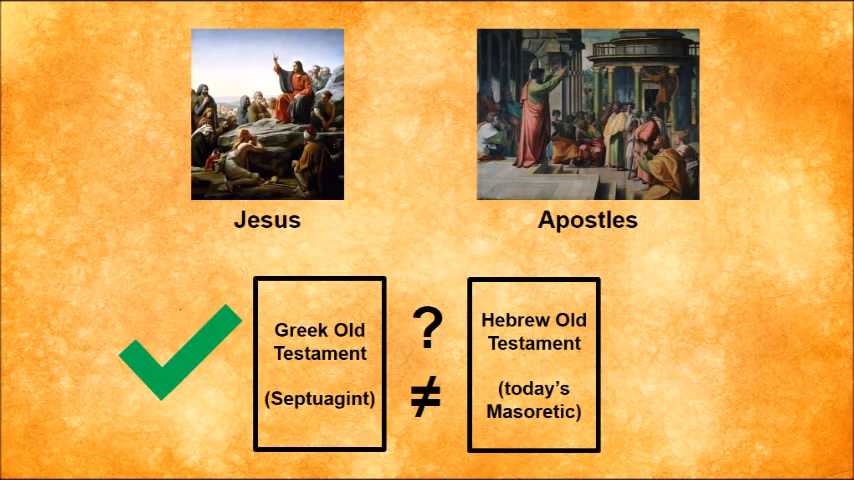 Jesus
Apostles
Greek Old
Testament
(Septuagint)
?
≠
Hebrew Old
Testament
(today’s
Masoretic)